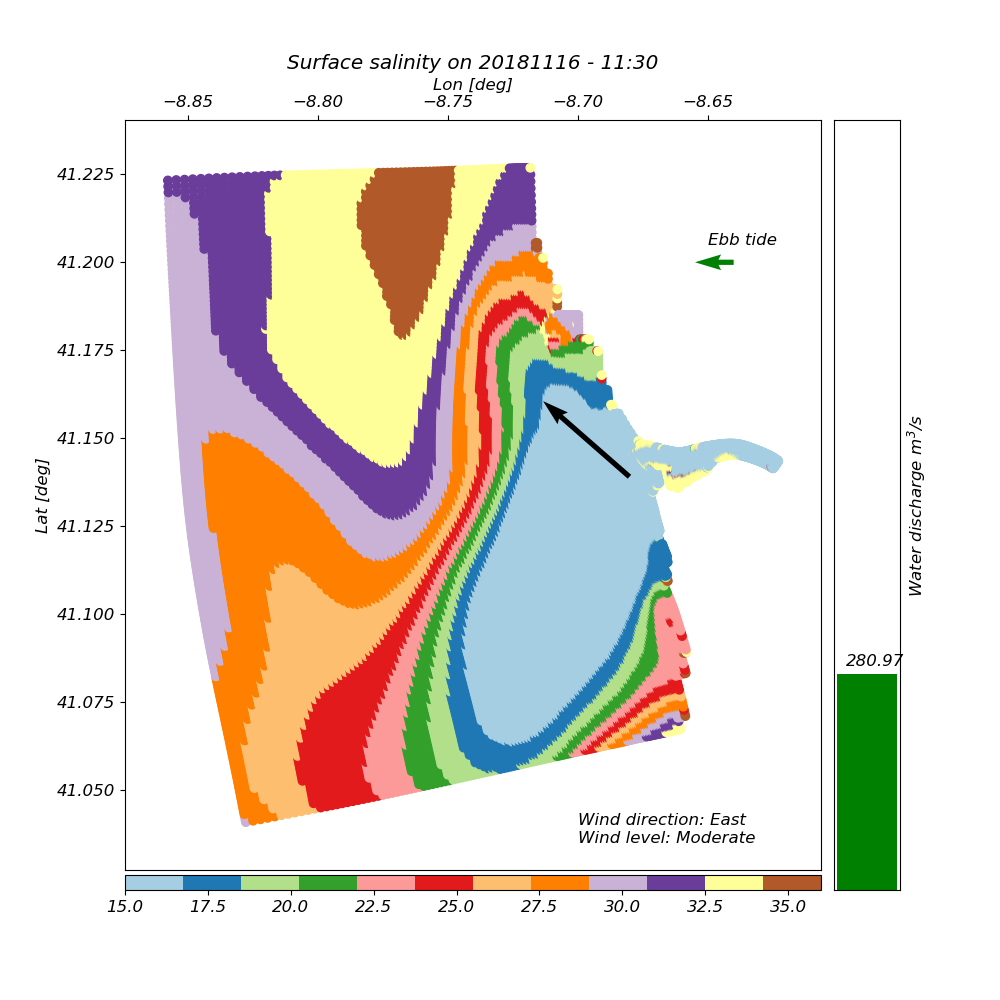 Surface salinity on 20181116 - 11:30
Lon [deg]
−8.85 −8.80 −8.75 −8.70 −8.65
41.225
41.200
41.175
41.150
41.125
41.100
41.075
41.050
Lat [deg]
Ebb tide
Wind direction: East
Wind level: Moderate
15.0 17.5 20.0 22.5 25.0 27.5 30.0 32.5 35.0
280.97
Water discharge m³/s